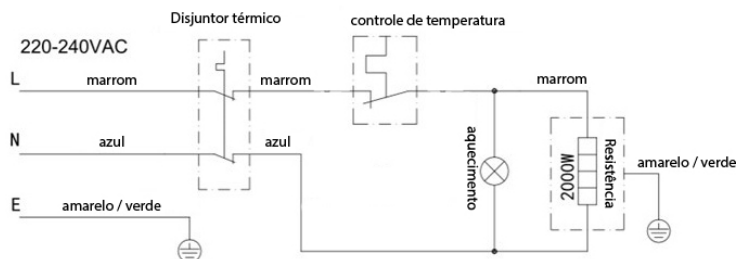 Disjuntor térmico
controle de temperatura
220-240VAC
L
marrom
marrom
marrom
N
azul
azul
aquecimento
2000W
Resistência
amarelo / verde
E
amarelo / verde